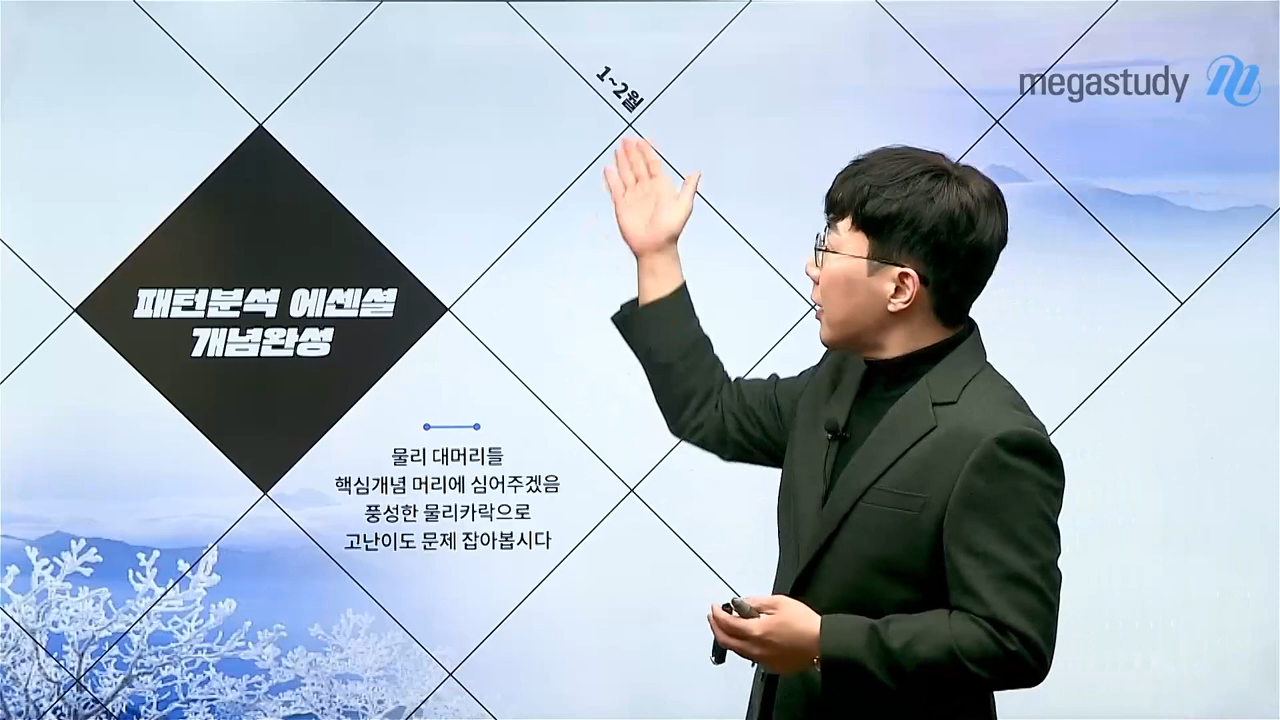 1~2월
megastudy
패턴분석 에센셜
개념완성
물리 대머리들
핵심개념 머리에 심어주겠음
풍성한 물리카락으로
고난이도 문제 잡아봅시다